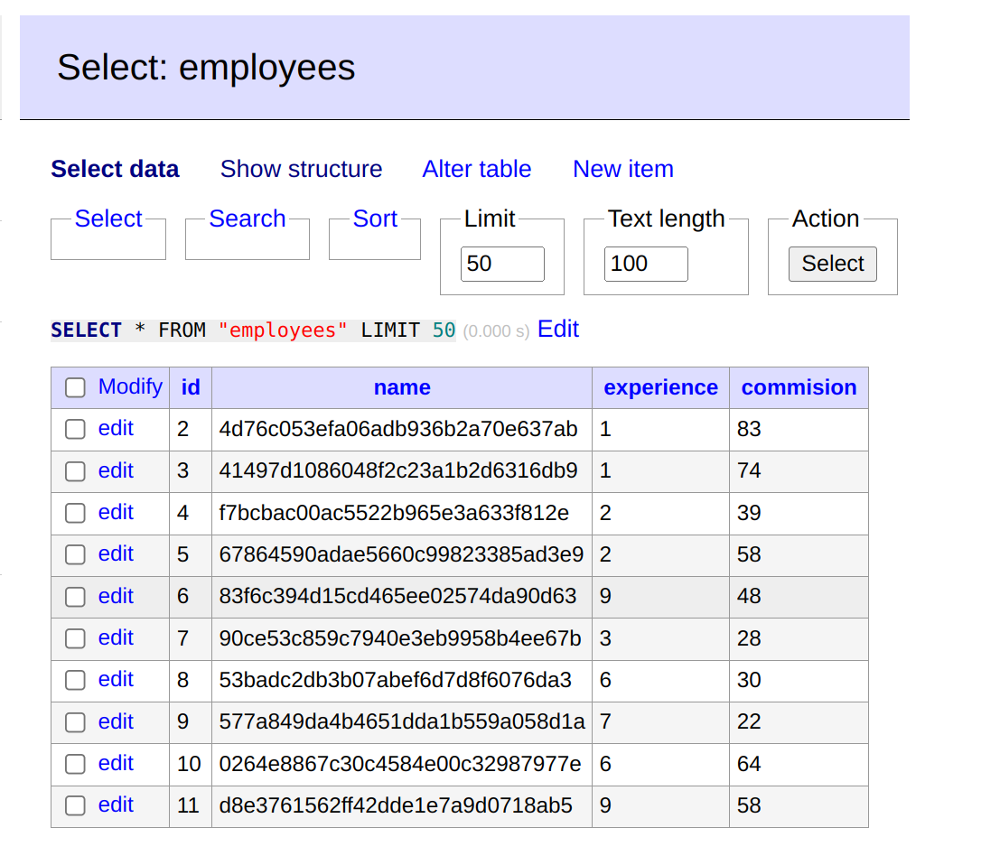 Select: employees
Select data Show structure Alter table New item
Select Search Sort Limit Text length Action
50 100 Select
SELECT * FROM "employees" LIMIT 50 (0.000 s) Edit
Modify id name experience commision
edit 2 4d76c053efa06adb936b2a70e637ab 1 83
edit 3 41497d1086048f2c23a1b2d6316db9 1 74
edit 4 f7bcbac00ac5522b965e3a633f812e 2 39
edit 5 67864590adae5660c99823385ad3e9 2 58
edit 6 83f6c394d15cd465ee02574da90d63 9 48
edit 7 90ce53c859c7940e3eb9958b4ee67b 3 28
edit 8 53badc2db3b07abef6d7d8f6076da3 6 30
edit 9 577a849da4b4651dda1b559a058d1a 7 22
edit 10 0264e8867c30c4584e00c32987977e 6 64
edit 11 d8e3761562ff42dde1e7a9d0718ab5 9 58